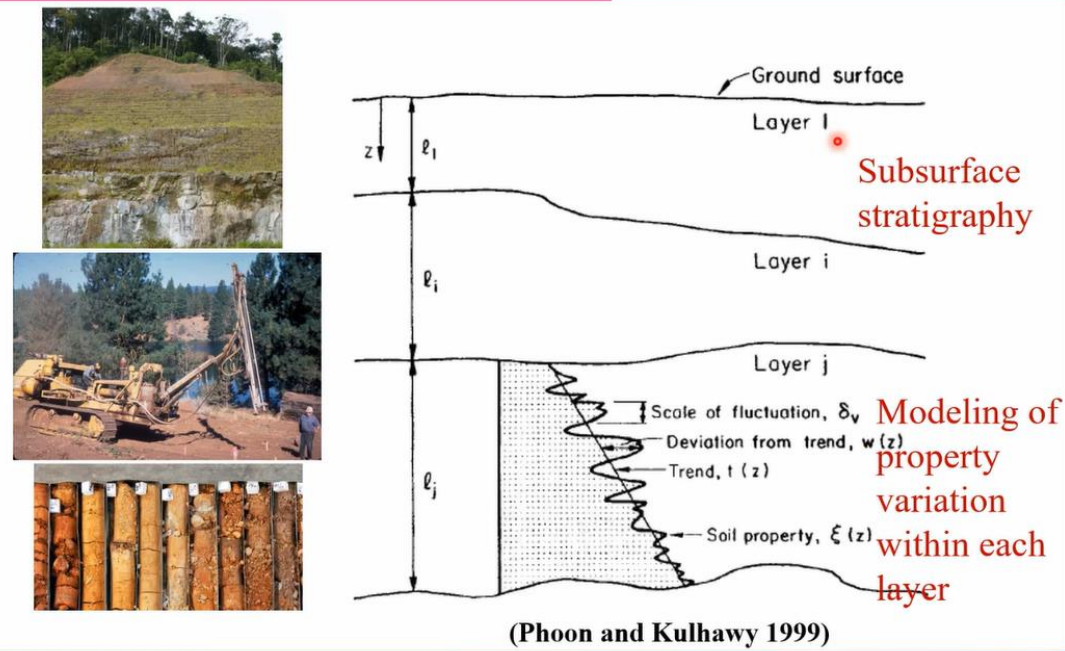 Ground surface
Layer 1
z
ℓ1
Subsurface
stratigraphy
Layer i
ℓi
Layer j
Scale of fluctuation, δv
Deviation from trend, w(z)
Trend, t(z)
ℓj
Soil property, ξ(z)
Modeling of
property
variation
within each
layer
(Phoon and Kulhawy 1999)